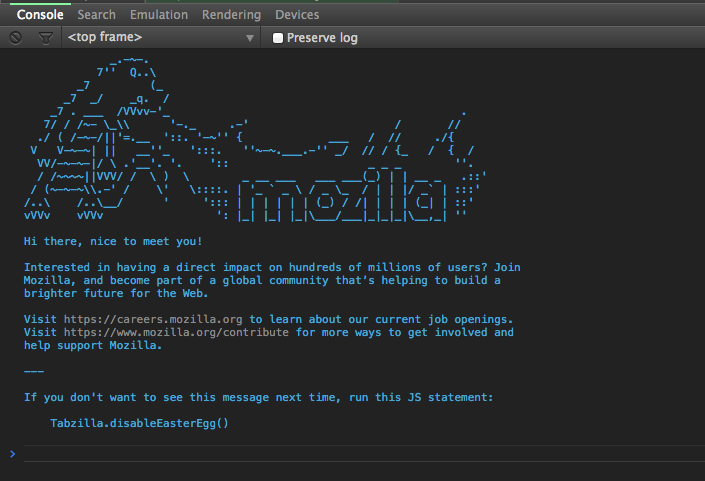 Console Search Emulation Rendering Devices
<top frame> Preserve log
mozilla
Hi there, nice to meet you!
Interested in having a direct impact on hundreds of millions of users? Join
Mozilla, and become part of a global community that's helping to build a
brighter future for the Web.
Visit https://careers.mozilla.org to learn about our current job openings.
Visit https://www.mozilla.org/contribute for more ways to get involved and
help support Mozilla.
---
If you don't want to see this message next time, run this JS statement:
Tabzilla.disableEasterEgg()
>